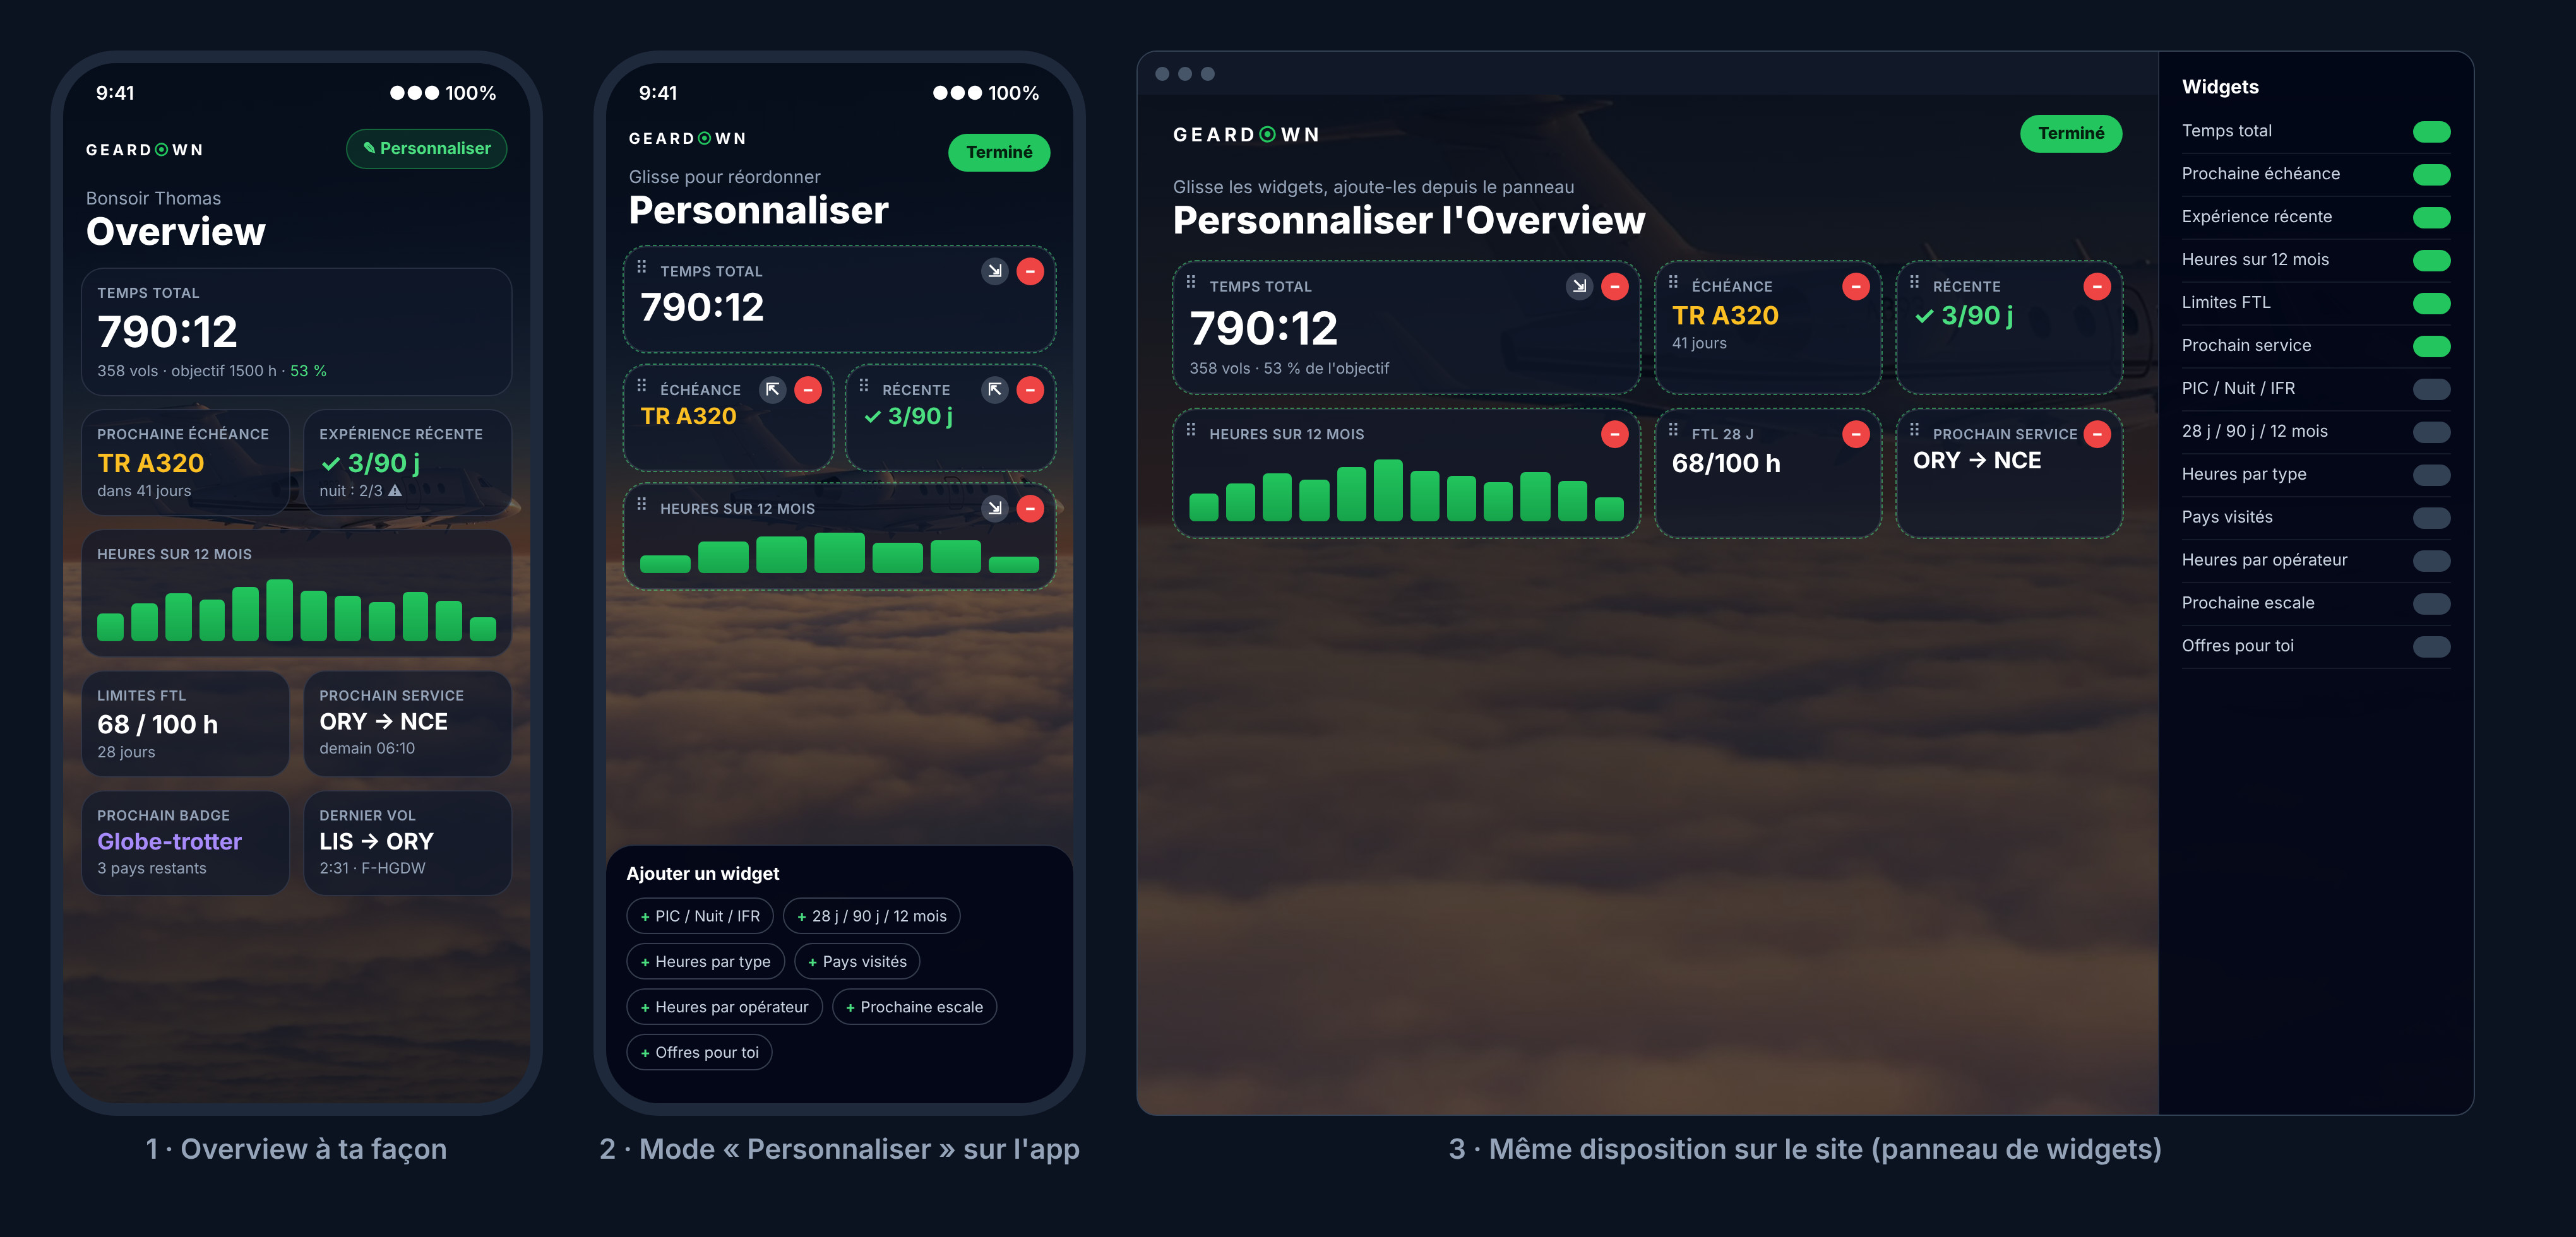 9:41
100%
GEARDOWN
✎ Personnaliser
Bonsoir Thomas
Overview
TEMPS TOTAL
790:12
358 vols · objectif 1500 h · 53 %
PROCHAINE ÉCHÉANCE
TR A320
dans 41 jours
EXPÉRIENCE RÉCENTE
✓ 3/90 j
nuit : 2/3 ⚠
HEURES SUR 12 MOIS
LIMITES FTL
68 / 100 h
28 jours
PROCHAIN SERVICE
ORY → NCE
demain 06:10
PROCHAIN BADGE
Globe-trotter
3 pays restants
DERNIER VOL
LIS → ORY
2:31 · F-HGDW
1 · Overview à ta façon
9:41
100%
GEARDOWN
Terminé
Glisse pour réordonner
Personnaliser
TEMPS TOTAL
790:12
ÉCHÉANCE
TR A320
RÉCENTE
✓ 3/90 j
HEURES SUR 12 MOIS
Ajouter un widget
+ PIC / Nuit / IFR
+ 28 j / 90 j / 12 mois
+ Heures par type
+ Pays visités
+ Heures par opérateur
+ Prochaine escale
+ Offres pour toi
2 · Mode « Personnaliser » sur l'app
GEARDOWN
Terminé
Glisse les widgets, ajoute-les depuis le panneau
Personnaliser l'Overview
TEMPS TOTAL
790:12
358 vols · 53 % de l'objectif
ÉCHÉANCE
TR A320
41 jours
RÉCENTE
✓ 3/90 j
HEURES SUR 12 MOIS
FTL 28 J
68/100 h
PROCHAIN SERVICE
ORY → NCE
Widgets
Temps total
Prochaine échéance
Expérience récente
Heures sur 12 mois
Limites FTL
Prochain service
PIC / Nuit / IFR
28 j / 90 j / 12 mois
Heures par type
Pays visités
Heures par opérateur
Prochaine escale
Offres pour toi
3 · Même disposition sur le site (panneau de widgets)